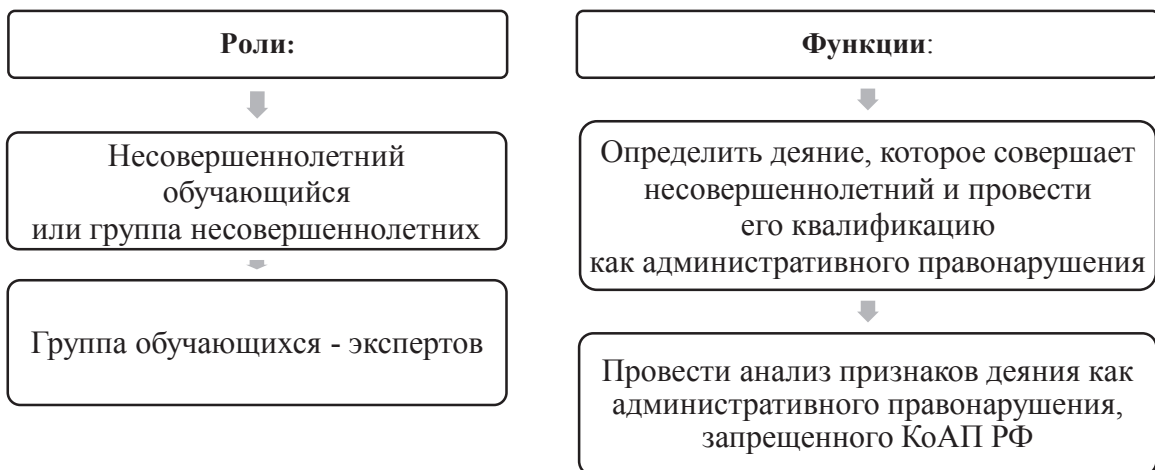 Роли:
Несовершеннолетний
обучающийся
или группа несовершеннолетних
Группа обучающихся - экспертов
Функции:
Определить деяние, которое совершает
несовершеннолетний и провести
его квалификацию
как административного правонарушения
Провести анализ признаков деяния как
административного правонарушения,
запрещенного КоАП РФ